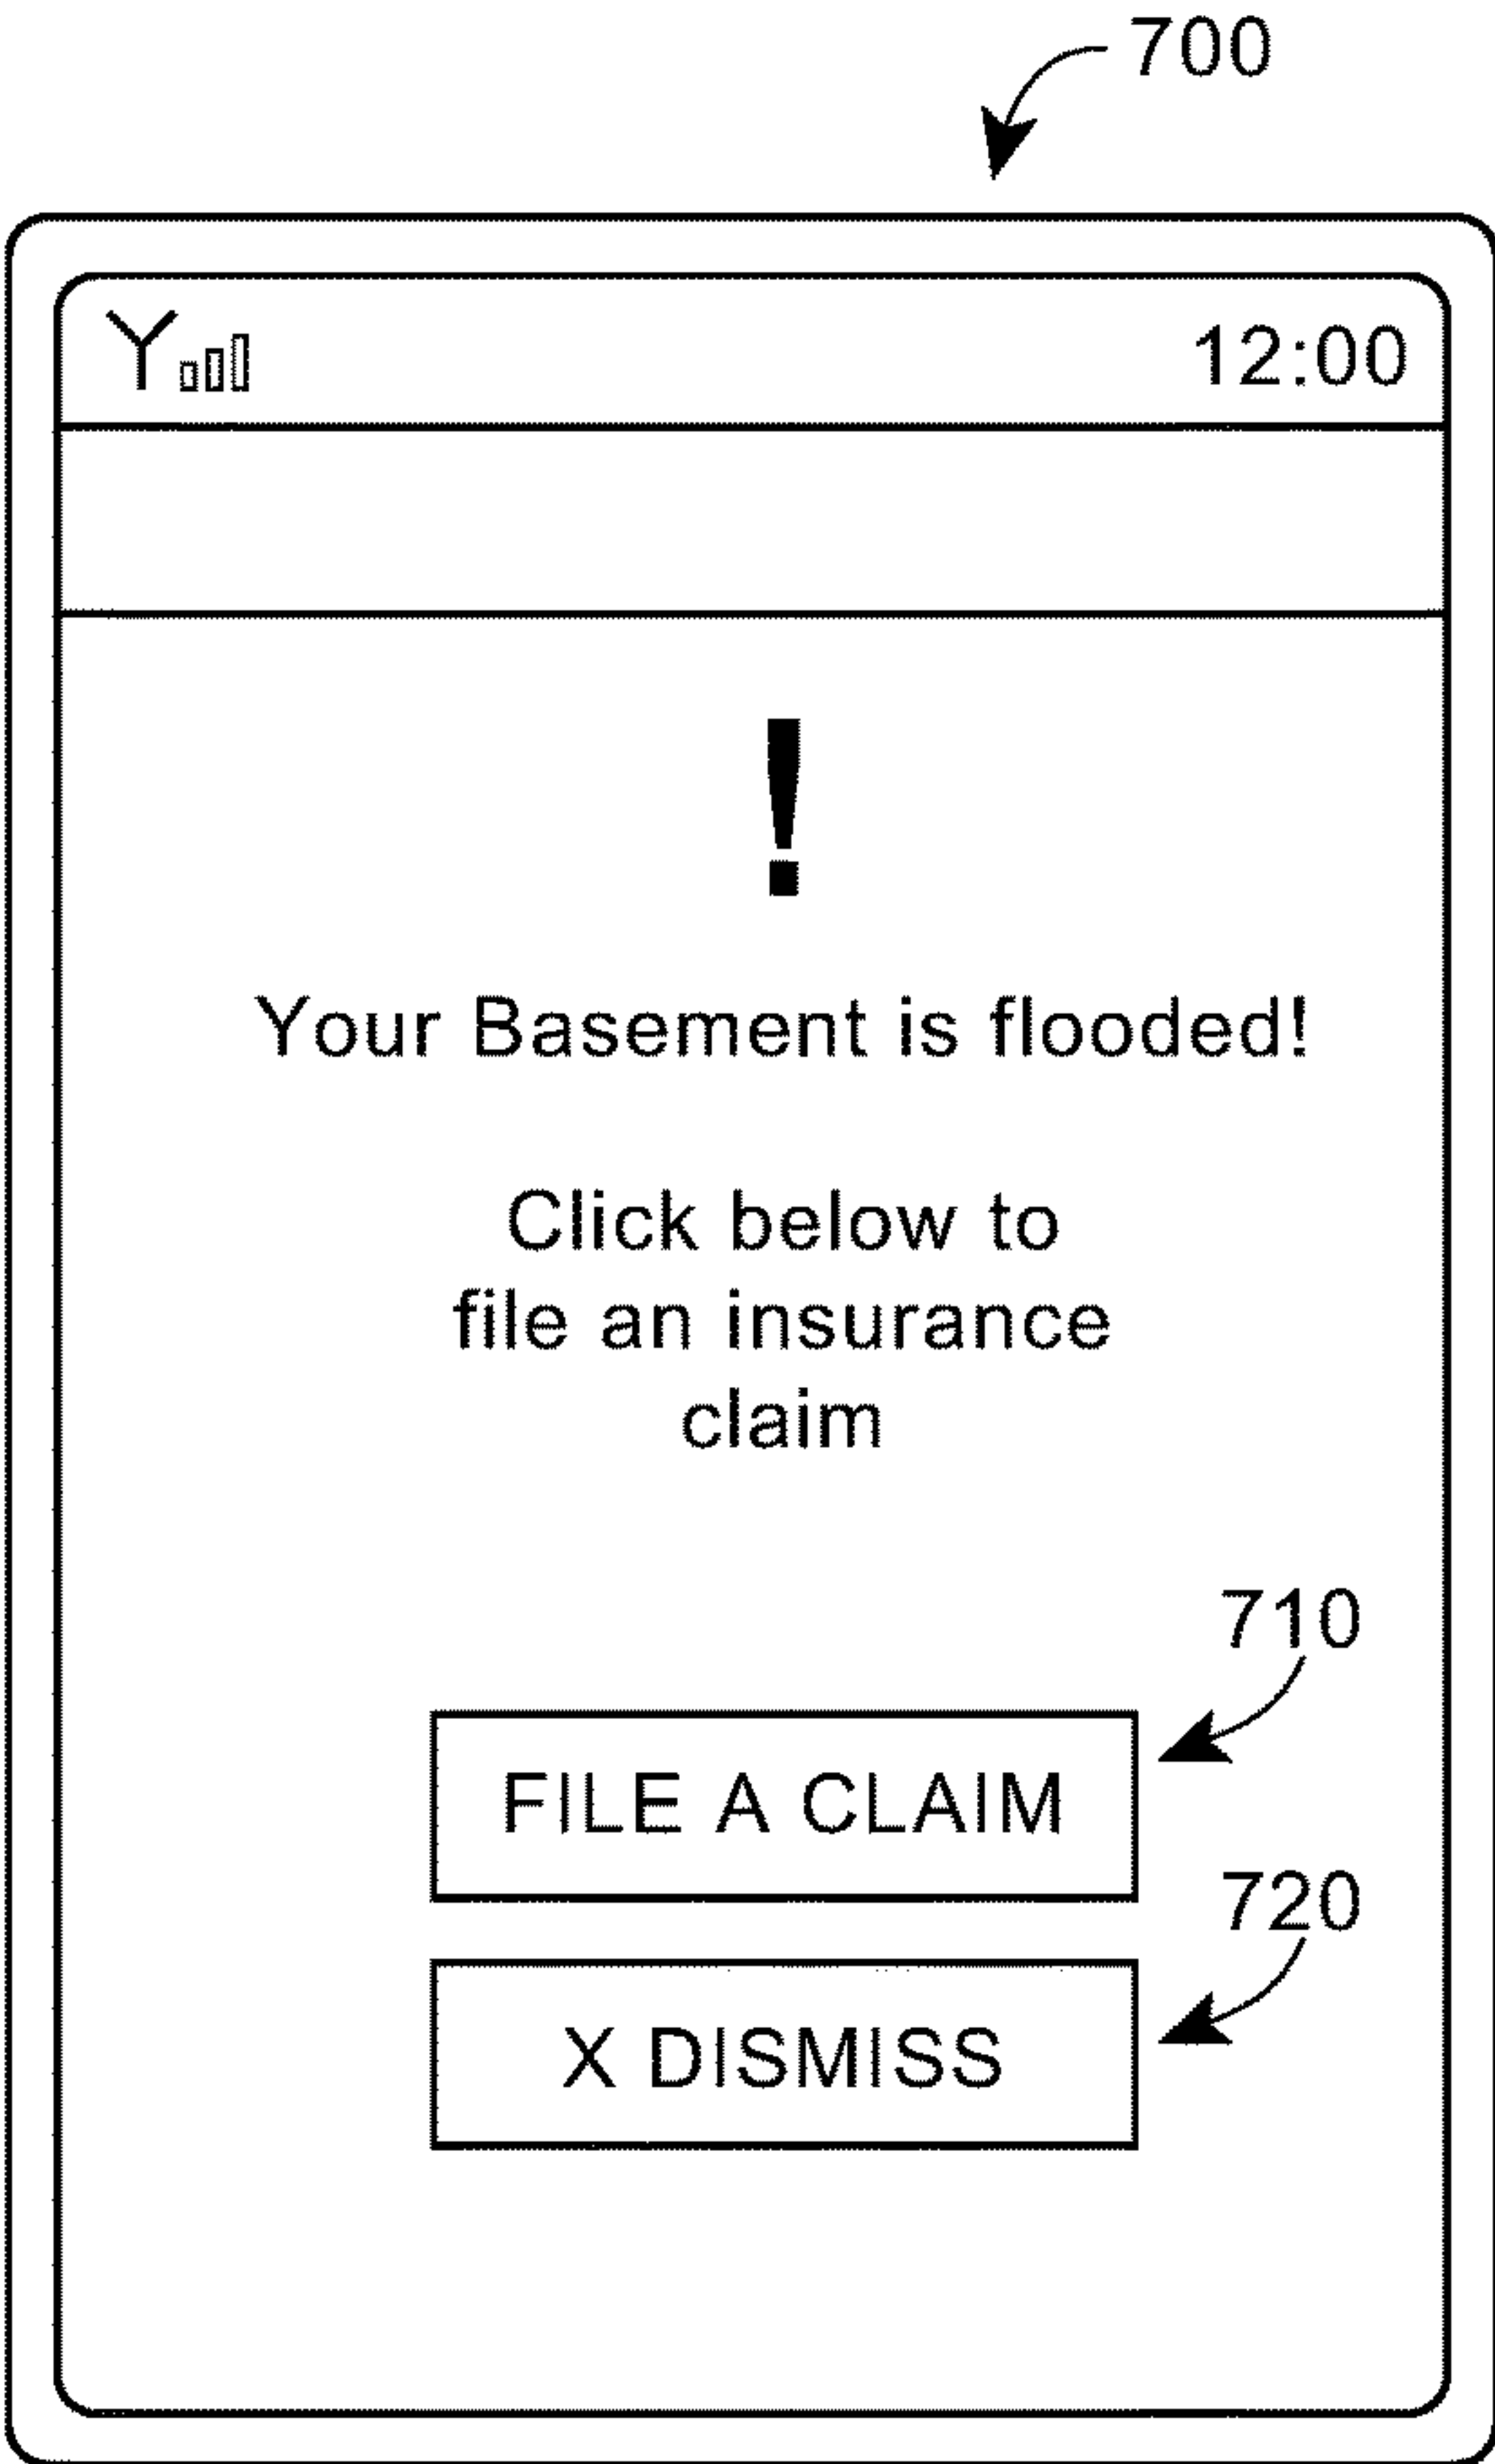 700
12:00
!
Your Basement is flooded!
Click below to
file an insurance
claim
710
FILE A CLAIM
720
X DISMISS